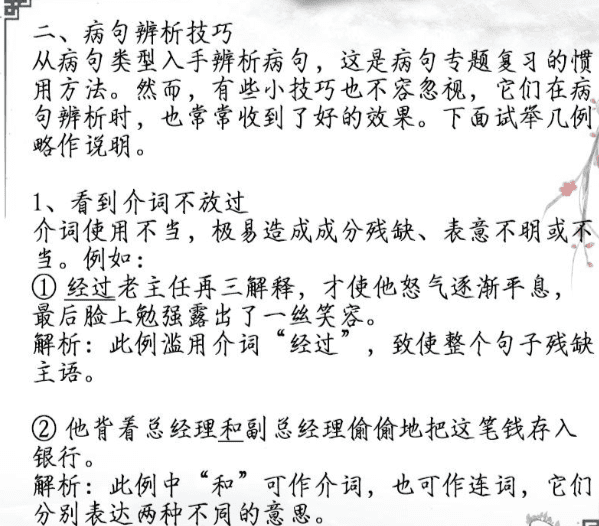 二、病句辨析技巧
从病句类型入手辨析病句，这是病句专题复习的惯
用方法。然而，有些小技巧也不容忽视，它们在病
句辨析时，也常常收到了好的效果。下面试举几例
略作说明。
1、看到介词不放过
介词使用不当，极易造成成分残缺、表意不明或不
当。例如：
① 经过老主任再三解释，才使他怒气逐渐平息，
最后脸上勉强露出了一丝笑容。
解析：此例滥用介词“经过”，致使整个句子残缺
主语。
② 他背着总经理和副总经理偷偷地把这笔钱存入
银行。
解析：此例中“和”可作介词，也可作连词，它们
分别表达两种不同的意思。